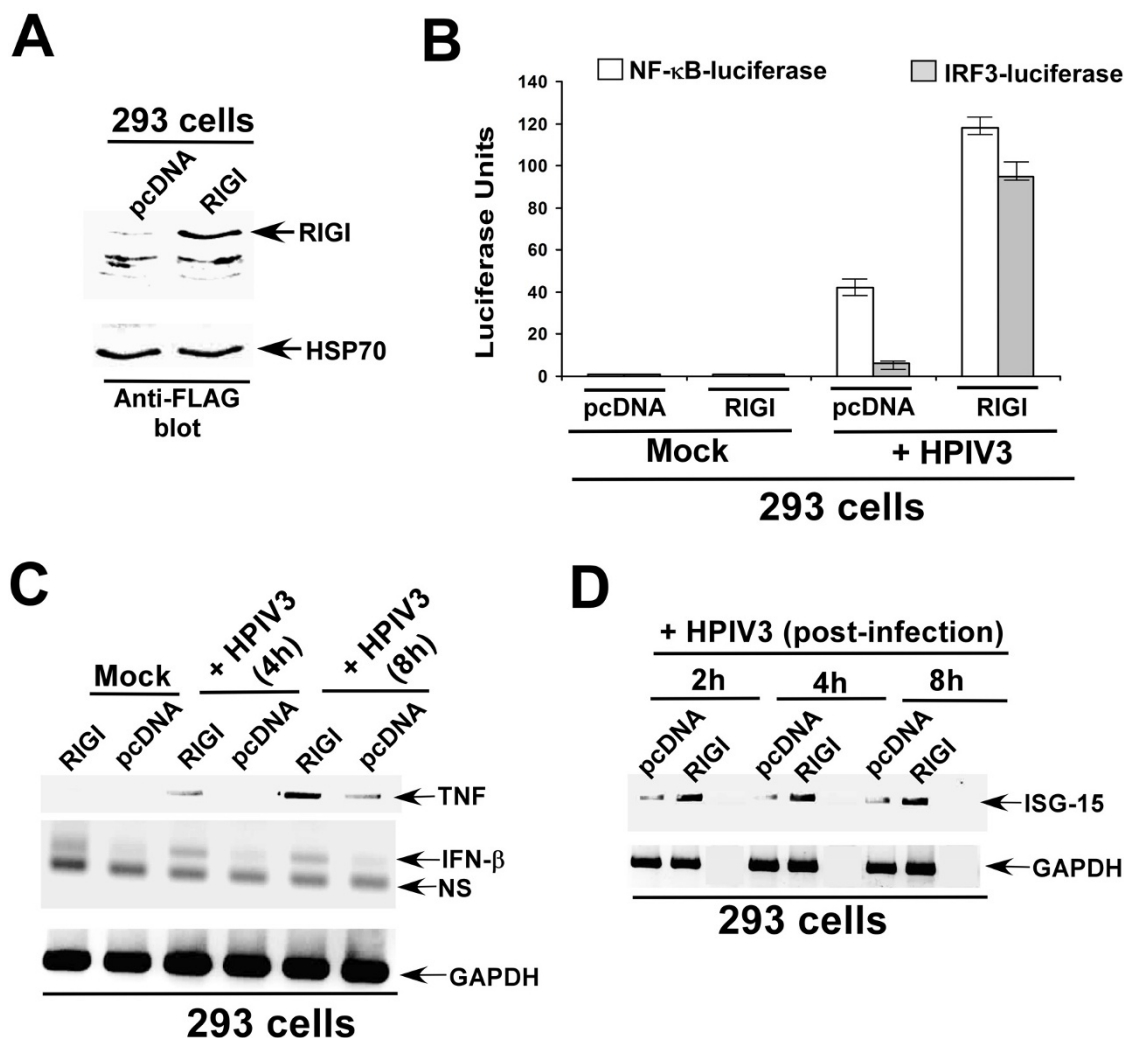 A
293 cells
pcDNA
RIGI
RIGI
HSP70
Anti-FLAG
blot
B
NF-κB-luciferase
IRF3-luciferase
Luciferase Units
140
120
100
80
60
40
20
0
pcDNA
RIGI
pcDNA
RIGI
Mock
+ HPIV3
293 cells
C
Mock
+ HPIV3
(4h)
+ HPIV3
(8h)
RIGI
pcDNA
RIGI
pcDNA
RIGI
pcDNA
TNF
IFN-β
NS
GAPDH
293 cells
D
+ HPIV3 (post-infection)
2h
4h
8h
pcDNA
RIGI
pcDNA
RIGI
pcDNA
RIGI
ISG-15
GAPDH
293 cells